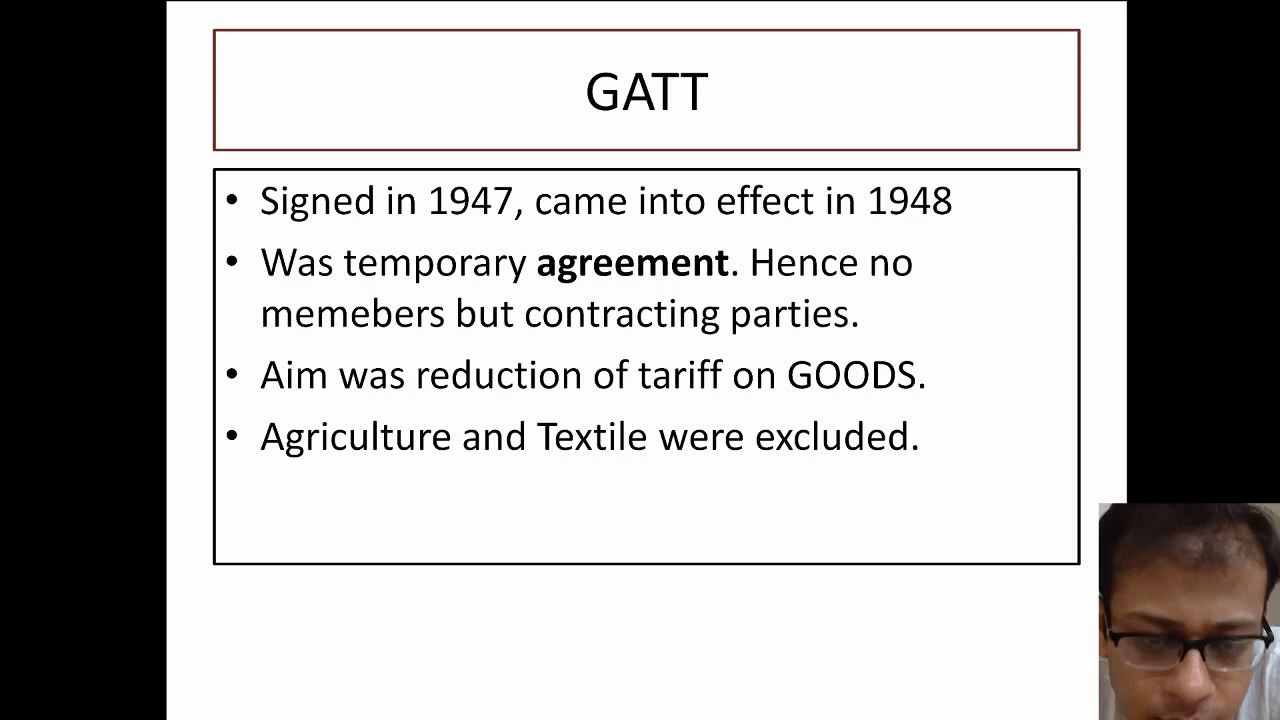 GATT
• Signed in 1947, came into effect in 1948
• Was temporary agreement. Hence no
memebers but contracting parties.
• Aim was reduction of tariff on GOODS.
• Agriculture and Textile were excluded.